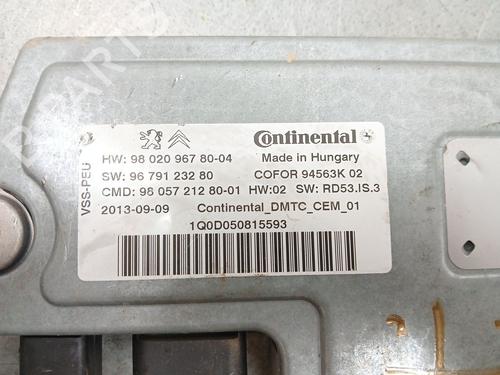 Continental
HW: 98 020 967 80-04 Made in Hungary
SW: 96 791 232 80 COFOR 94563K 02
CMD: 98 057 212 80-01 HW:02 SW: RD53.IS.3
2013-09-09 Continental_DMTC_CEM_01
1Q0D050815593
VSS-PEU